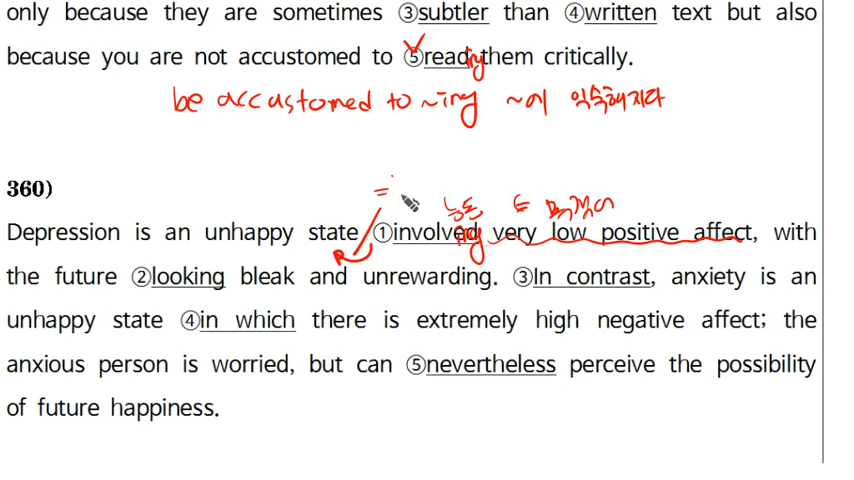 only because they are sometimes ③subtler than ④written text but also
because you are not accustomed to ⑤read them critically.
ing
be accustomed to ~ing ~에 익숙해지다
360)
능동 목적어
Depression is an unhappy state ①involved very low positive affect, with
ing
the future ②looking bleak and unrewarding. ③In contrast, anxiety is an
unhappy state ④in which there is extremely high negative affect; the
anxious person is worried, but can ⑤nevertheless perceive the possibility
of future happiness.